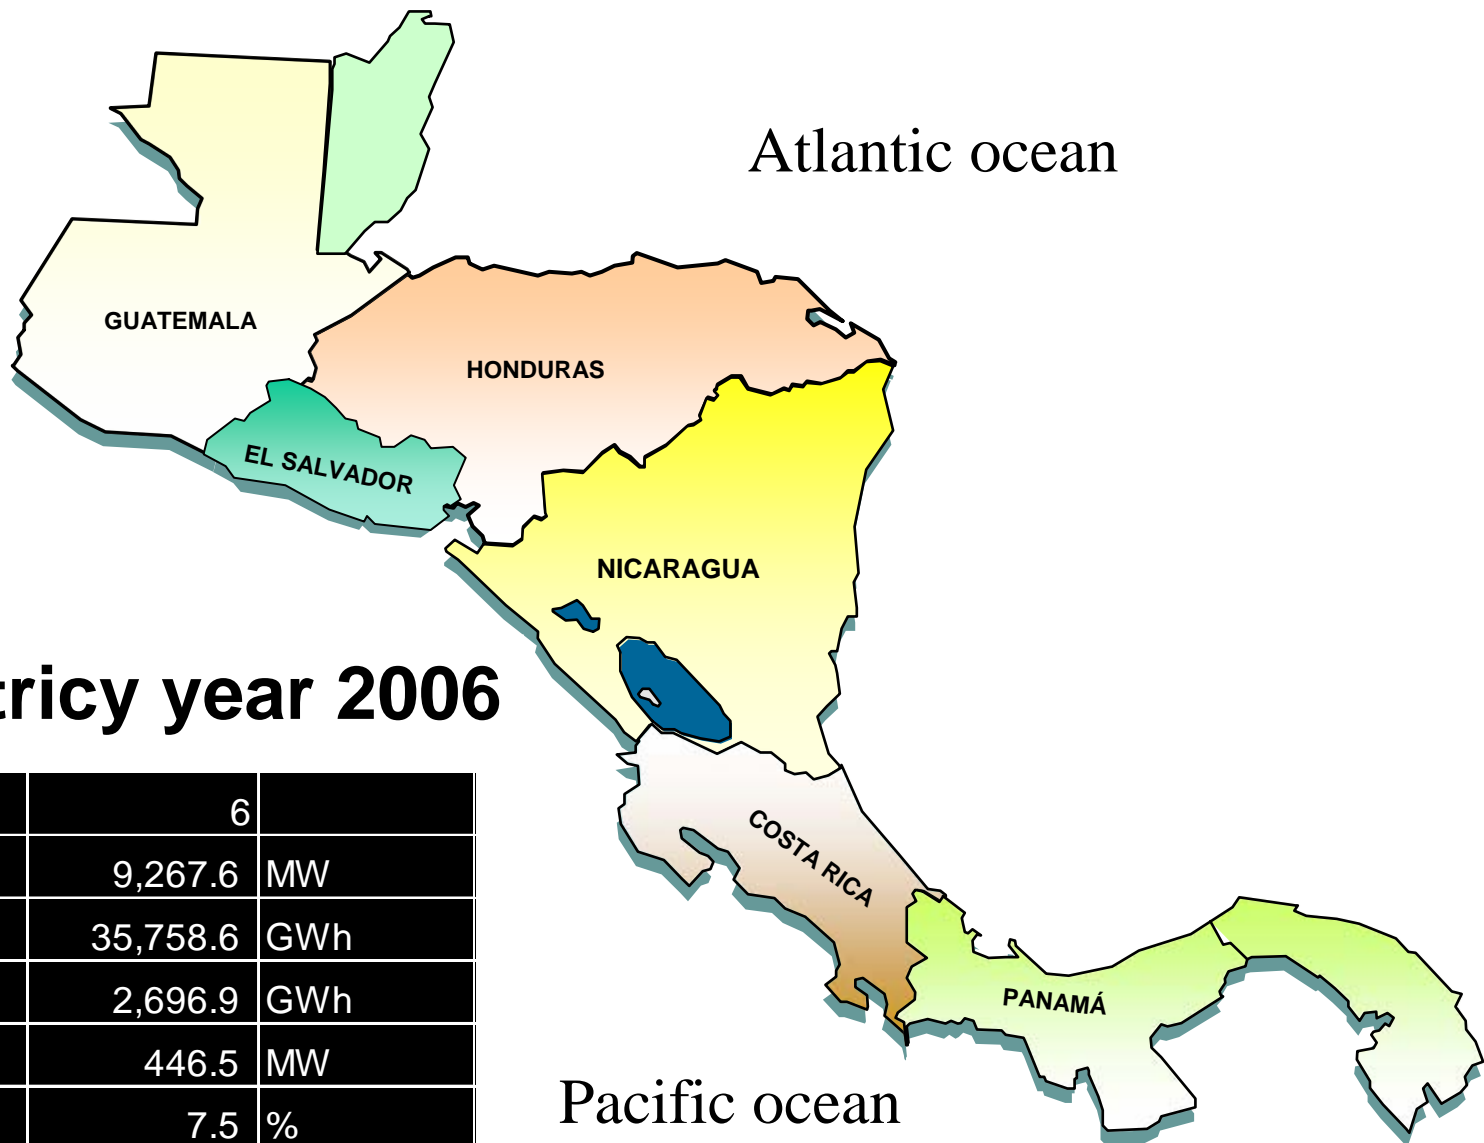 Atlantic ocean
GUATEMALA
HONDURAS
EL SALVADOR
NICARAGUA
tricy year 2006
6
9,267.6 MW
35,758.6 GWh
2,696.9 GWh
446.5 MW
7.5 %
COSTA RICA
PANAMÁ
Pacific ocean